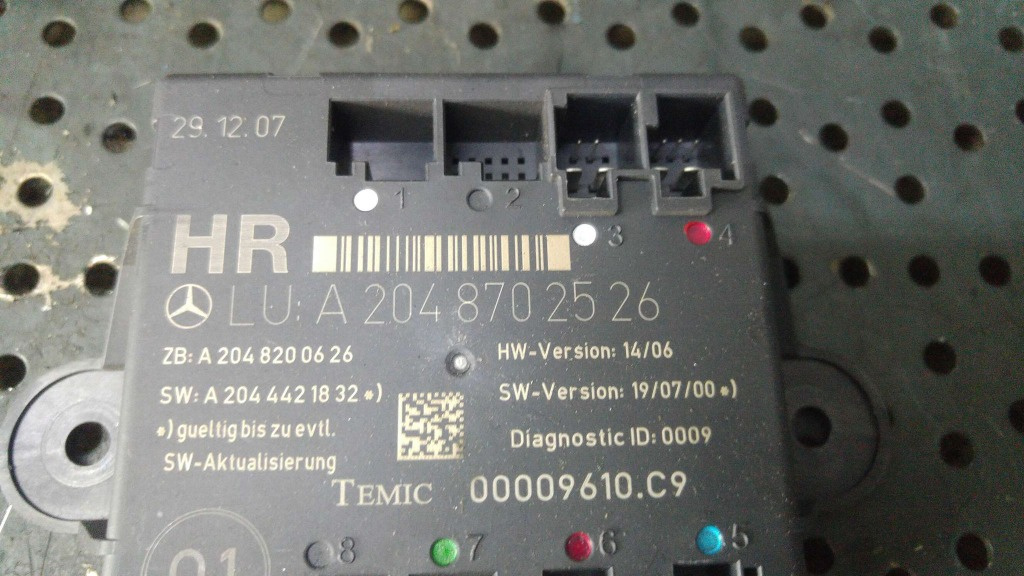 29.12.07
1 2
HR
3 4
LU: A 204 870 25 26
ZB: A 204 820 06 26
HW-Version: 14/06
SW: A 204 442 18 32 *)
SW-Version: 19/07/00 *)
*) gueltig bis zu evtl.
SW-Aktualisierung
Diagnostic ID: 0009
TEMIC 00009610.C9
8 7 6 5
01